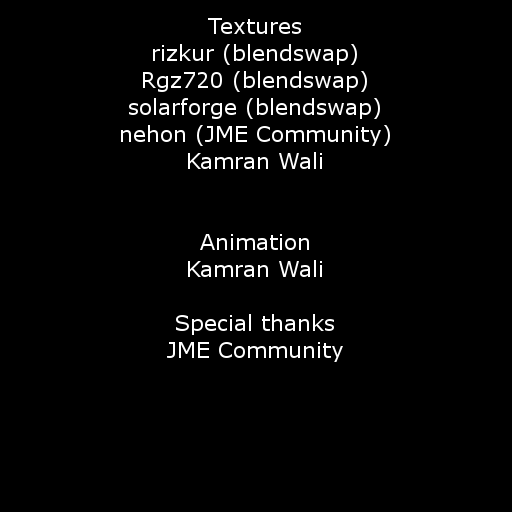 Textures
rizkur (blendswap)
Rgz720 (blendswap)
solarforge (blendswap)
nehon (JME Community)
Kamran Wali
Animation
Kamran Wali
Special thanks
JME Community